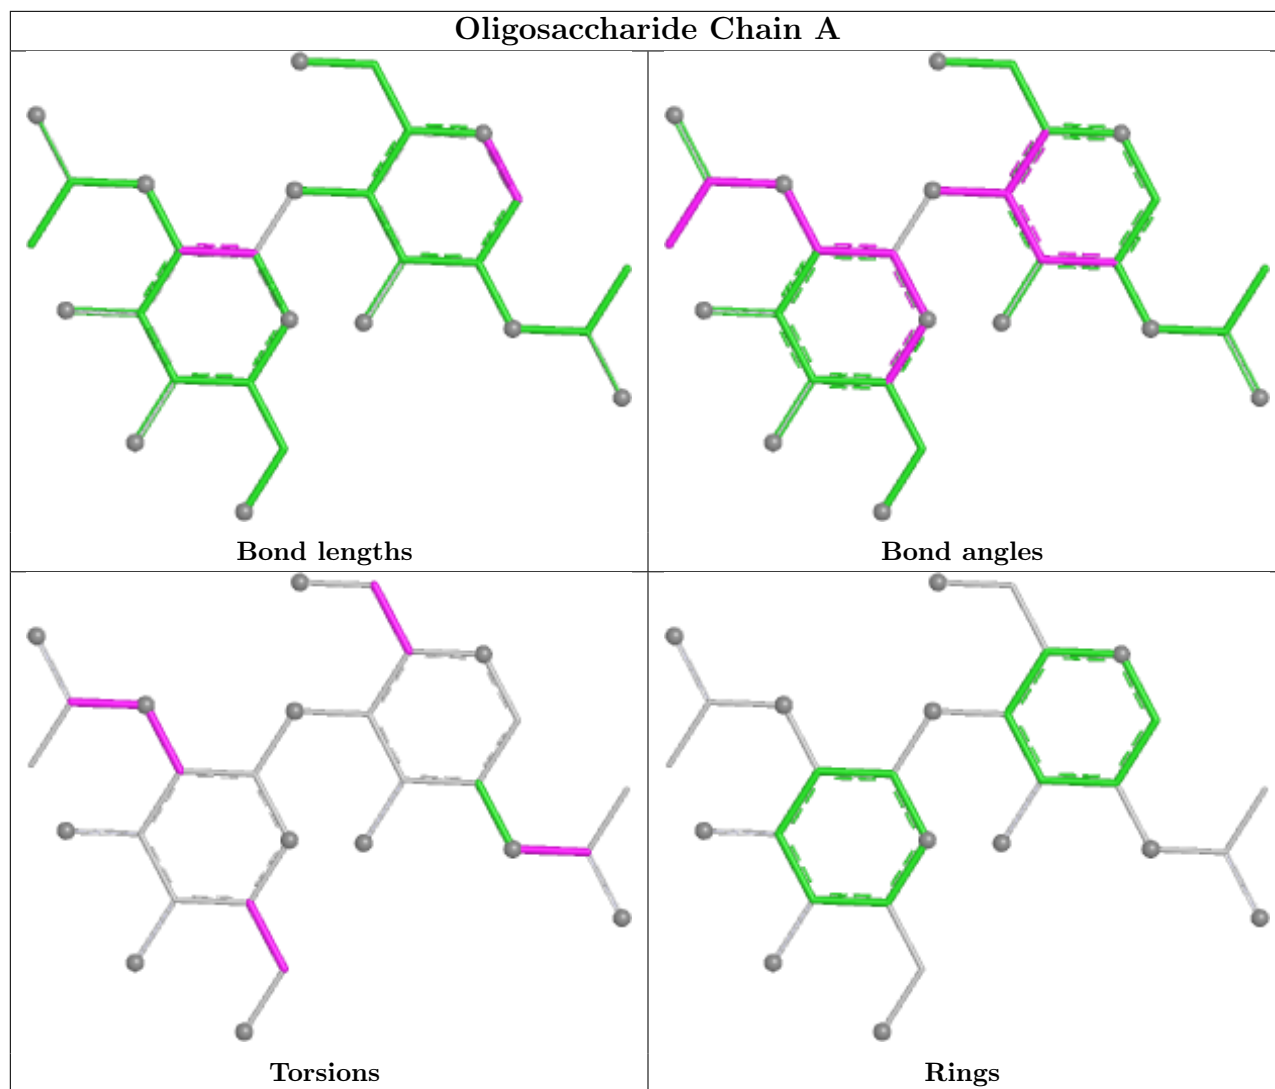 Oligosaccharide Chain A
Bond lengths
Bond angles
Torsions
Rings